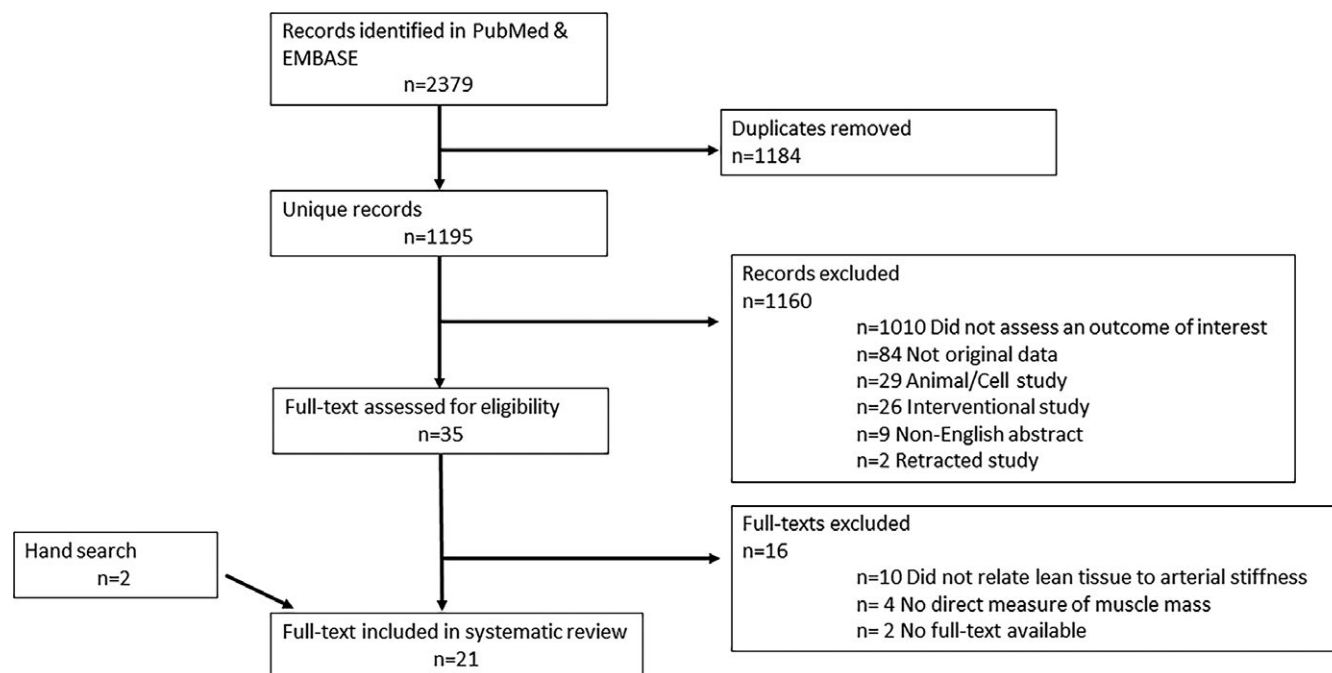 Records identified in PubMed &
EMBASE
n=2379
Duplicates removed
n=1184
Unique records
n=1195
Records excluded
n=1160
n=1010 Did not assess an outcome of interest
n=84 Not original data
n=29 Animal/Cell study
n=26 Interventional study
n=9 Non-English abstract
n=2 Retracted study
Full-text assessed for eligibility
n=35
Full-texts excluded
n=16
n=10 Did not relate lean tissue to arterial stiffness
n= 4 No direct measure of muscle mass
n= 2 No full-text available
Hand search
n=2
Full-text included in systematic review
n=21